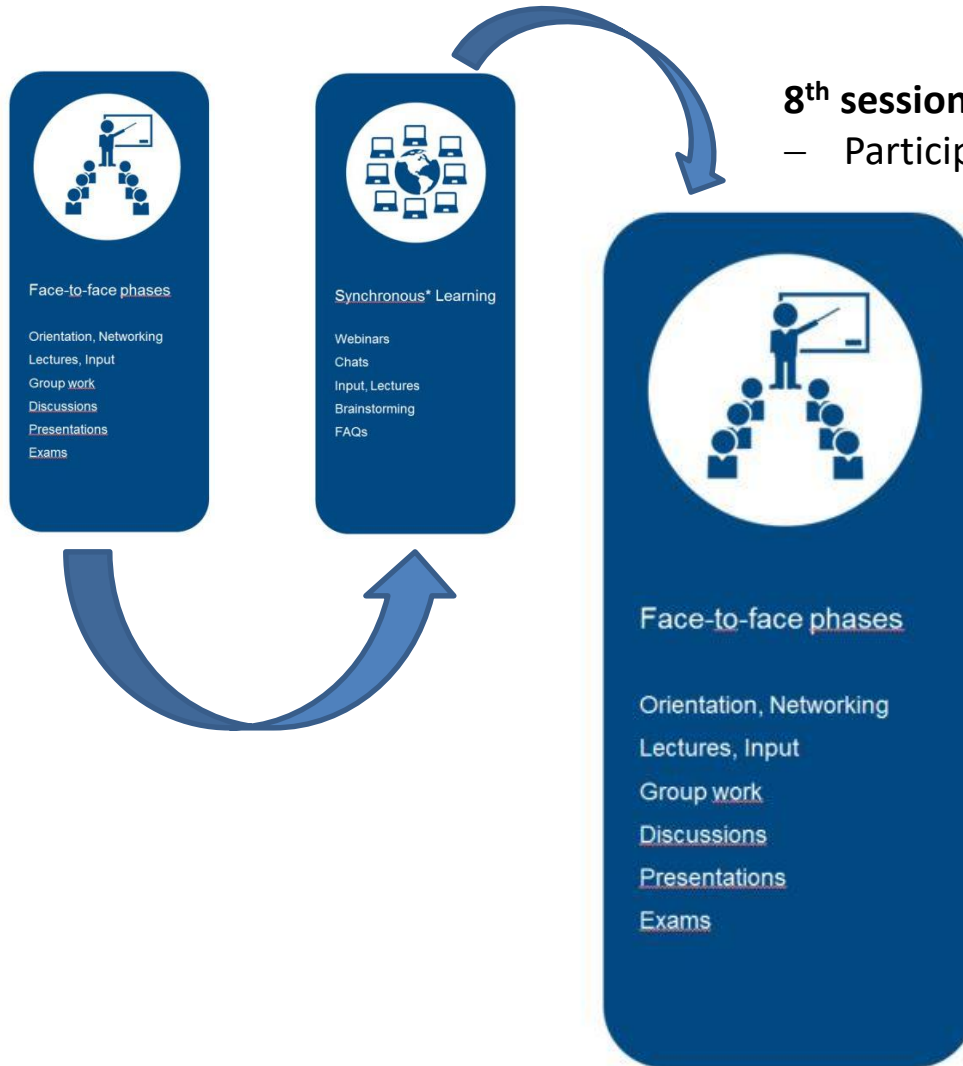 Face-to-face phases
Orientation, Networking
Lectures, Input
Group work
Discussions
Presentations
Exams
Synchronous* Learning
Webinars
Chats
Input, Lectures
Brainstorming
FAQs
8th session
–
Face-to-face phases
Orientation, Networking
Lectures, Input
Group work
Discussions
Presentations
Exams